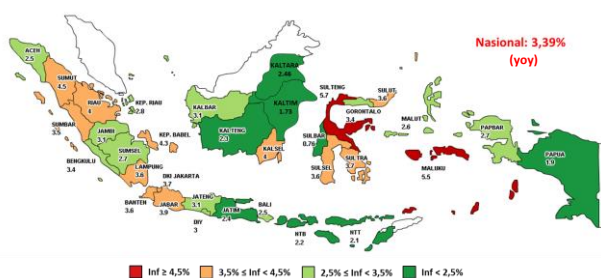 Nasional: 3,39%
(yoy)
ACEH
2.5
SUMUT
4.5
RIAU
4
KEP. RIAU
2.8
SUMBAR
3.5
JAMBI
3.1
KEP. BABEL
4.3
SUMSEL
2.7
BENGKULU
3.4
LAMPUNG
3.6
DKI JAKARTA
3.7
BANTEN
3.6
JABAR
3.9
JATENG
3.1
DIY
3
JATIM
2.4
BALI
2.5
NTB
2.2
NTT
2.1
KALBAR
3.1
KALTENG
2.3
KALSEL
4
KALTIM
1.75
KALTARA
2.46
SULTENG
5.7
SULUT
3.6
GORONTALO
3.4
SULBAR
0.76
SULSEL
3.6
SULTRA
3.7
MALUT
2.6
MALUKU
5.5
PAPBAR
2.7
PAPUA
1.9
Inf ≥ 4,5%
3,5% ≤ Inf < 4,5%
2,5% ≤ Inf < 3,5%
Inf < 2,5%